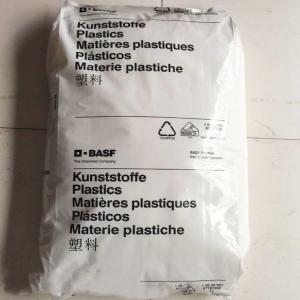 Kunststoffe
Plastics
Matières plastiques
Plásticos
Materie plastiche
塑料
BASF
BASF
The Chemical Company
Kunststoffe
Plastics
Matières plastiques
Plásticos
Materie plastiche
塑料